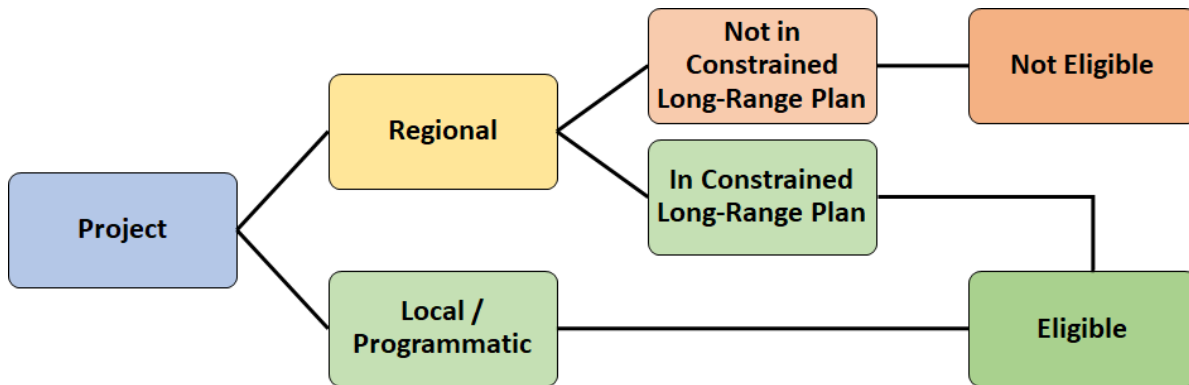 Not in
Constrained
Long-Range Plan
Not Eligible
Regional
In Constrained
Long-Range Plan
Project
Local /
Programmatic
Eligible